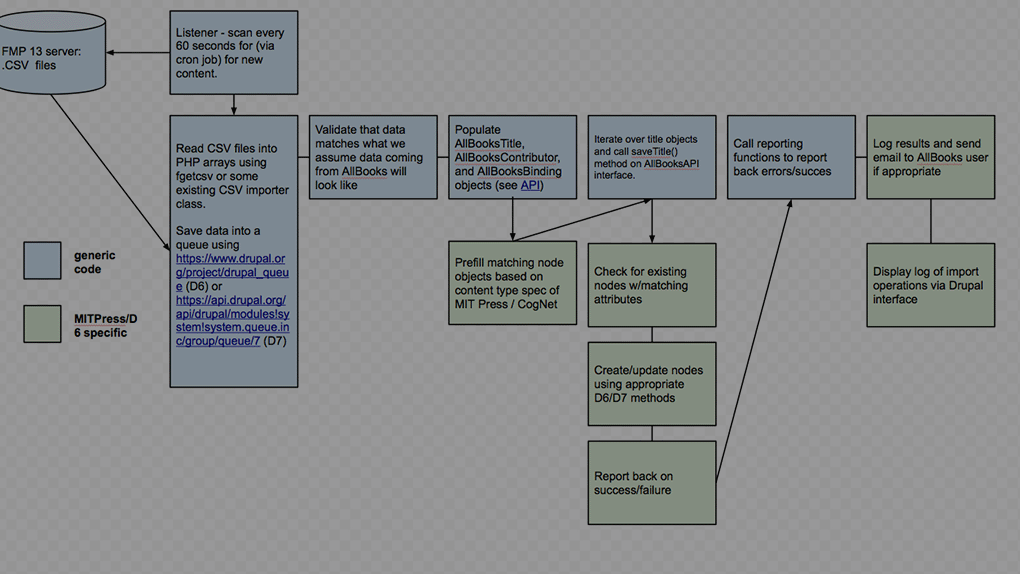 FMP 13 server:
.CSV files
Listener - scan every
60 seconds for (via
cron job) for new
content.
Read CSV files into
PHP arrays using
fgetcsv or some
existing CSV importer
class.
Save data into a
queue using
https://www.drupal.or
g/project/drupal_queu
e (D6) or
https://api.drupal.org/
api/drupal/modules!sy
stem!system.queue.in
c/group/queue/7 (D7)
Validate that data
matches what we
assume data coming
from AllBooks will
look like
Populate
AllBooksTitle,
AllBooksContributor,
and AllBooksBinding
objects (see API)
Iterate over title objects
and call saveTitle()
method on AllBooksAPI
interface.
Call reporting
functions to report
back errors/succes
Log results and send
email to AllBooks user
if appropriate
Prefill matching node
objects based on
content type spec of
MIT Press / CogNet
Check for existing
nodes w/matching
attributes
Display log of import
operations via Drupal
interface
Create/update nodes
using appropriate
D6/D7 methods
Report back on
success/failure
generic
code
MITPress/D
6 specific